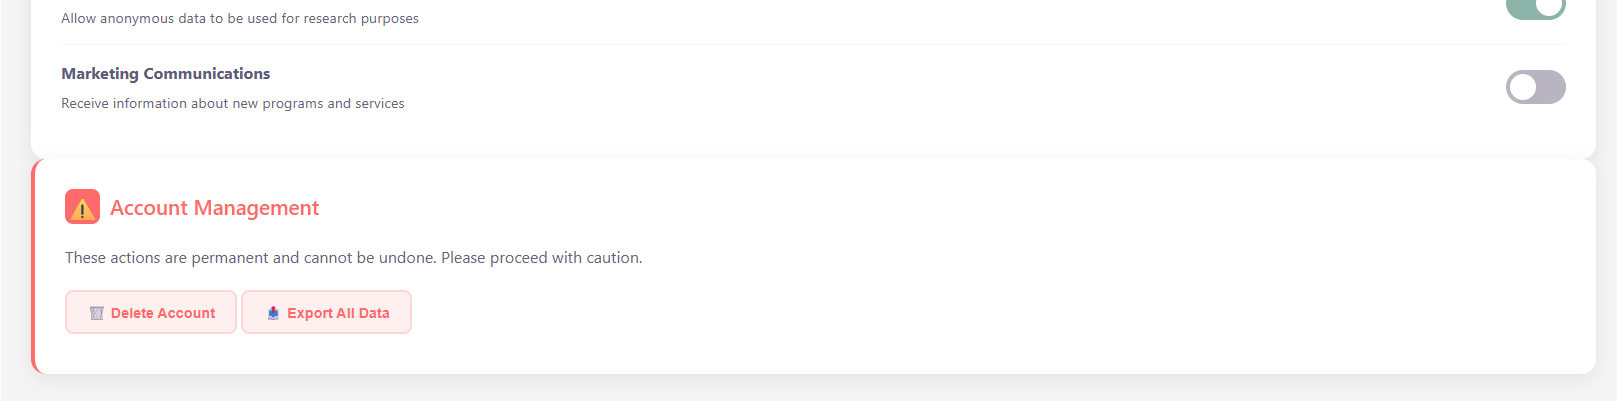 Allow anonymous data to be used for research purposes
Marketing Communications
Receive information about new programs and services
Account Management
These actions are permanent and cannot be undone. Please proceed with caution.
Delete Account
Export All Data